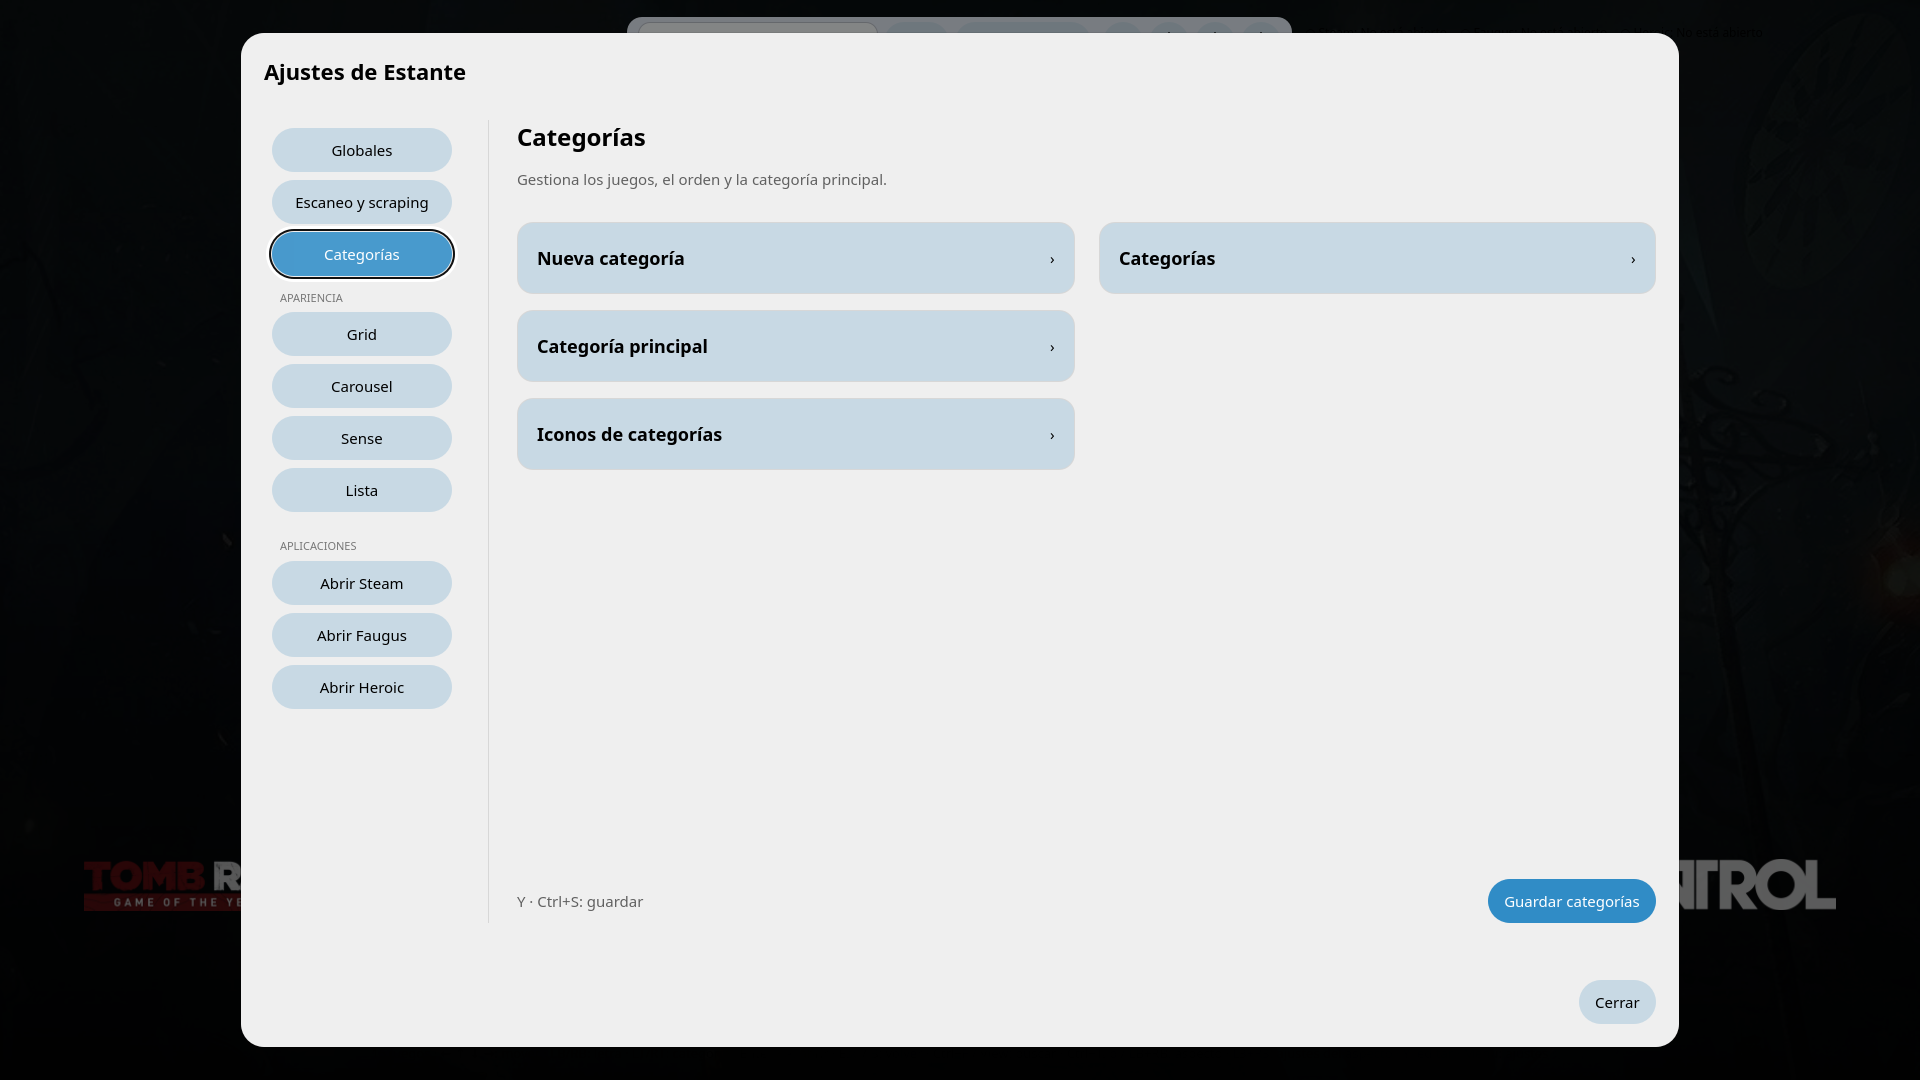 Ajustes de Estante
Globales
Escaneo y scraping
Categorías
APARIENCIA
Grid
Carousel
Sense
Lista
APLICACIONES
Abrir Steam
Abrir Faugus
Abrir Heroic
Categorías
Gestiona los juegos, el orden y la categoría principal.
Nueva categoría ›
Categorías ›
Categoría principal ›
Iconos de categorías ›
Y · Ctrl+S: guardar
Guardar categorías
Cerrar
TOMB R
GAME OF THE YE
TROL